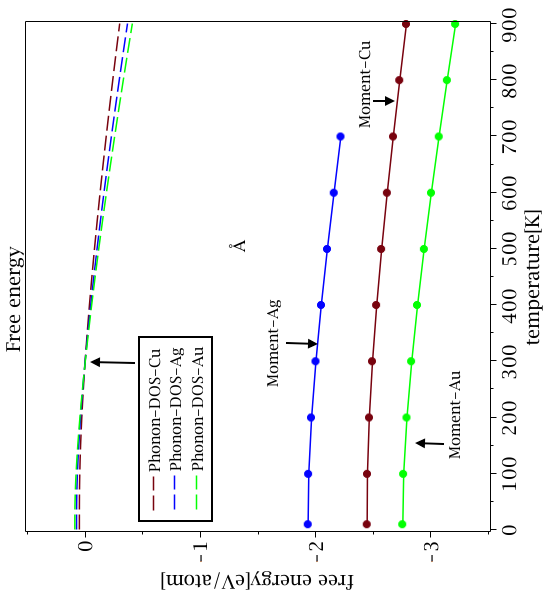 Free energy
0
-1
-2
-3
free energy[eV/atom]
0
100
200
300
400
500
600
700
800
900
temperature[K]
Phonon-DOS-Cu
Phonon-DOS-Ag
Phonon-DOS-Au
Å
Moment-Ag
Moment-Cu
Moment-Au